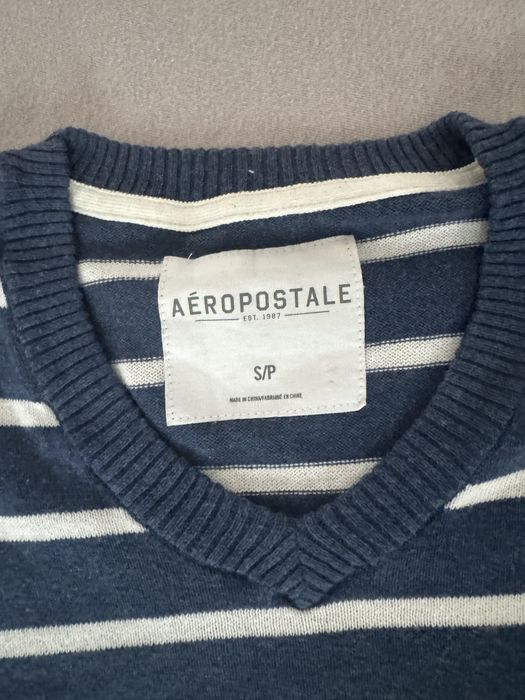 AÉROPOSTALE
EST. 1987
S/P
MADE IN CHINA/FABRIQUÉ EN CHINE